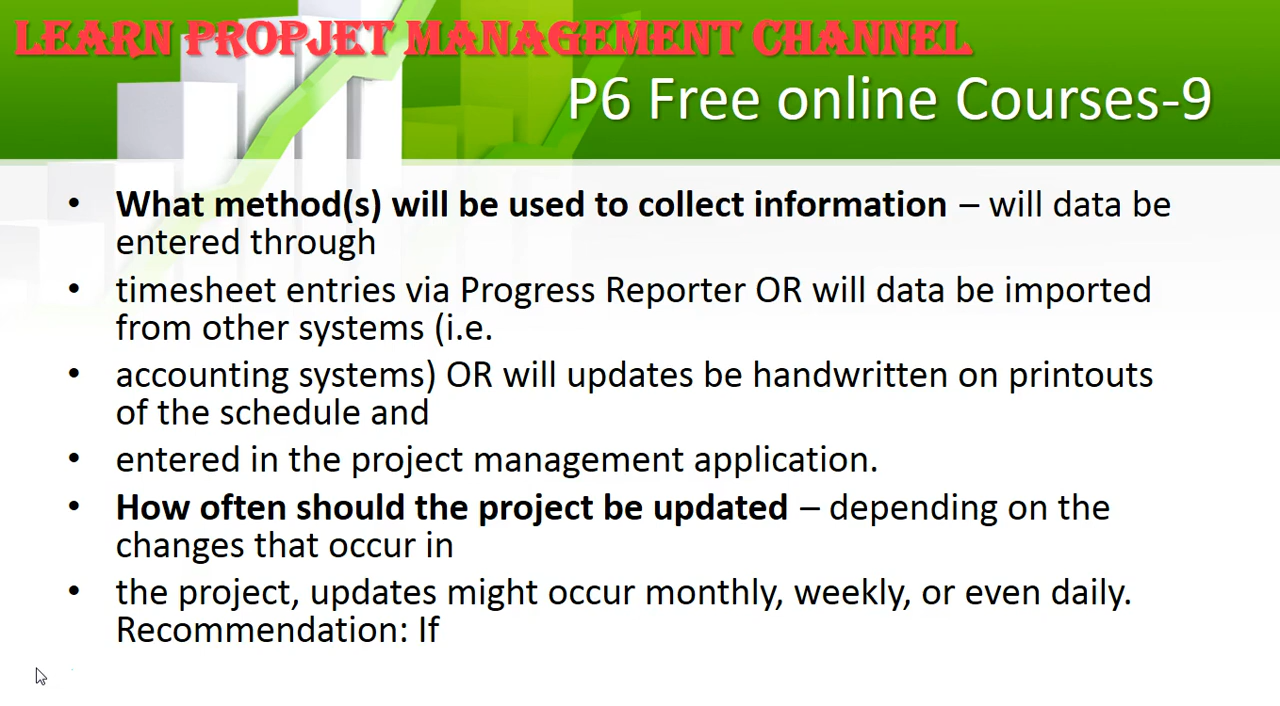 LEARN PROPJET MANAGEMENT CHANNEL
P6 Free online Courses-9
• What method(s) will be used to collect information – will data be
entered through
• timesheet entries via Progress Reporter OR will data be imported
from other systems (i.e.
• accounting systems) OR will updates be handwritten on printouts
of the schedule and
• entered in the project management application.
• How often should the project be updated – depending on the
changes that occur in
• the project, updates might occur monthly, weekly, or even daily.
Recommendation: If